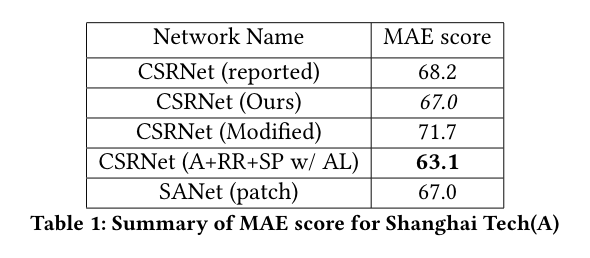 Network Name MAE score
CSRNet (reported) 68.2
CSRNet (Ours) 67.0
CSRNet (Modified) 71.7
CSRNet (A+RR+SP w/ AL) 63.1
SANet (patch) 67.0
Table 1: Summary of MAE score for Shanghai Tech(A)